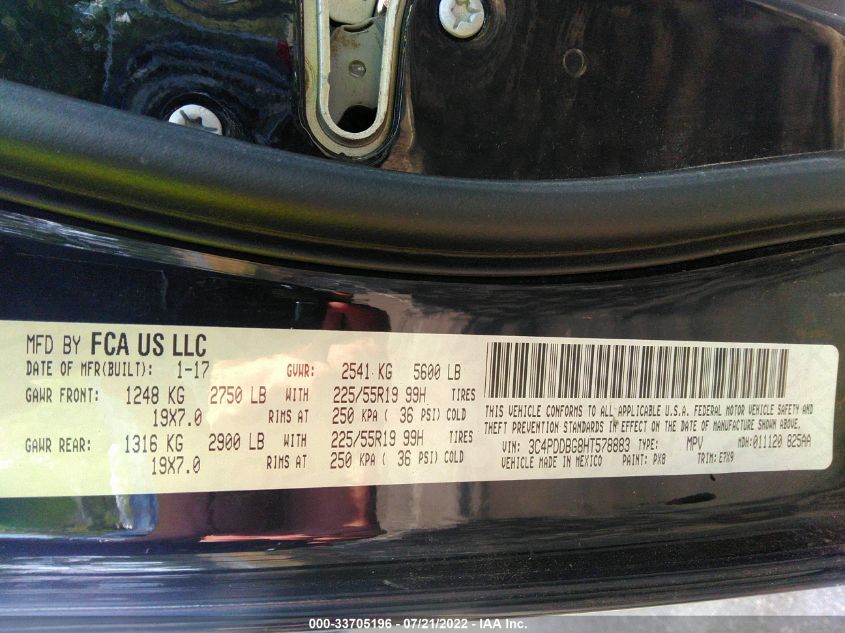 MFD BY FCA US LLC
DATE OF MFR(BUILT): 1-17 GVWR: 2541 KG 5600 LB
GAWR FRONT: 1248 KG 2750 LB WITH 225/55R19 99H TIRES
19X7.0 RIMS AT 250 KPA ( 36 PSI) COLD
GAWR REAR: 1316 KG 2900 LB WITH 225/55R19 99H TIRES
19X7.0 RIMS AT 250 KPA ( 36 PSI) COLD
THIS VEHICLE CONFORMS TO ALL APPLICABLE U.S.A. FEDERAL MOTOR VEHICLE SAFETY AND
THEFT PREVENTION STANDARDS IN EFFECT ON THE DATE OF MANUFACTURE SHOWN ABOVE.
VIN: 3C4PDDBG8HT578883 TYPE: MPV MDH:011120 825AA
VEHICLE MADE IN MEXICO PAINT: PX8 TRIM: E7X9
000-33705196 - 07/21/2022 - IAA Inc.